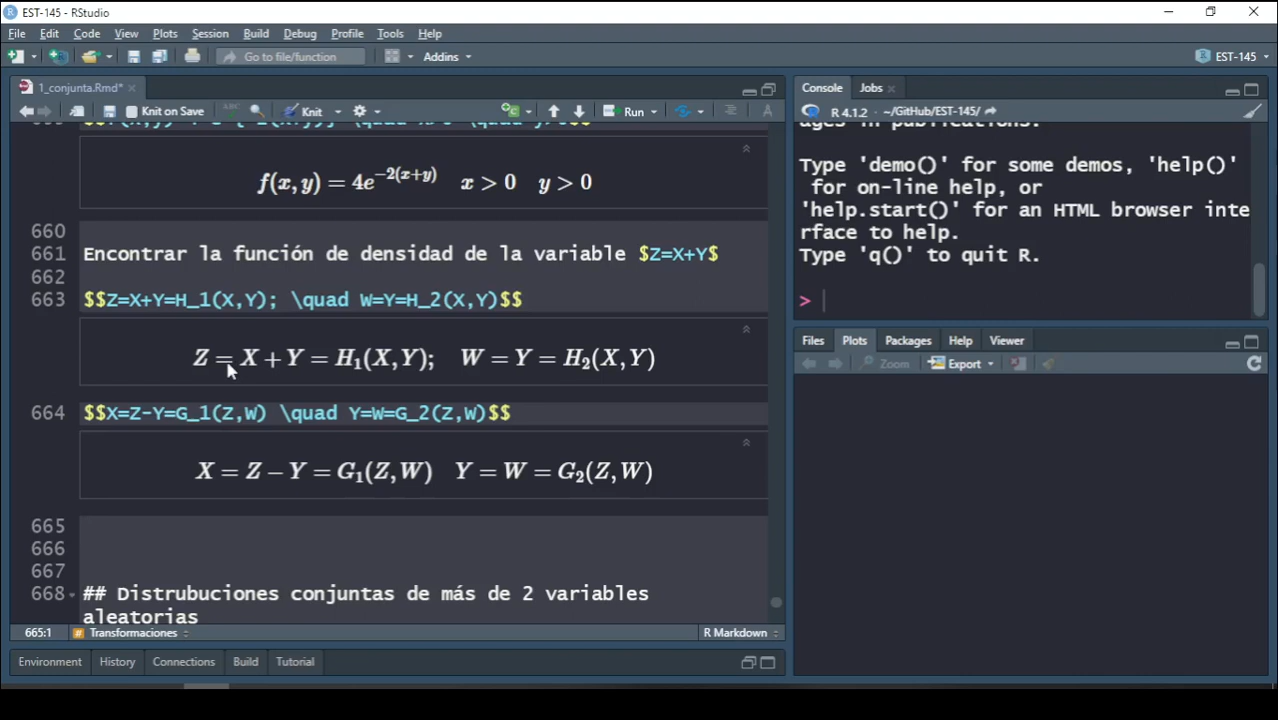 EST-145 - RStudio
File Edit Code View Plots Session Build Debug Profile Tools Help
Go to file/function Addins EST-145
1_conjunta.Rmd*
Knit on Save ABC Knit Run
f(x, y) = 4e^{-2(x+y)} x > 0 y > 0
660
661 Encontrar la función de densidad de la variable $Z=X+Y$
662
663 $$Z=X+Y=H_1(X,Y); \quad W=Y=H_2(X,Y)$$
Z = X + Y = H₁(X, Y); W = Y = H₂(X, Y)
664 $$X=Z-Y=G_1(Z,W) \quad Y=W=G_2(Z,W)$$
X = Z − Y = G₁(Z, W) Y = W = G₂(Z, W)
665
666
667
668 ## Distrubuciones conjuntas de más de 2 variables
aleatorias
665:1 # Transformaciones R Markdown
Environment History Connections Build Tutorial
Console Jobs
R 4.1.2 · ~/GitHub/EST-145/
ages in publications.
Type 'demo()' for some demos, 'help()'
for on-line help, or
'help.start()' for an HTML browser inte
rface to help.
Type 'q()' to quit R.
>
Files Plots Packages Help Viewer
Zoom Export